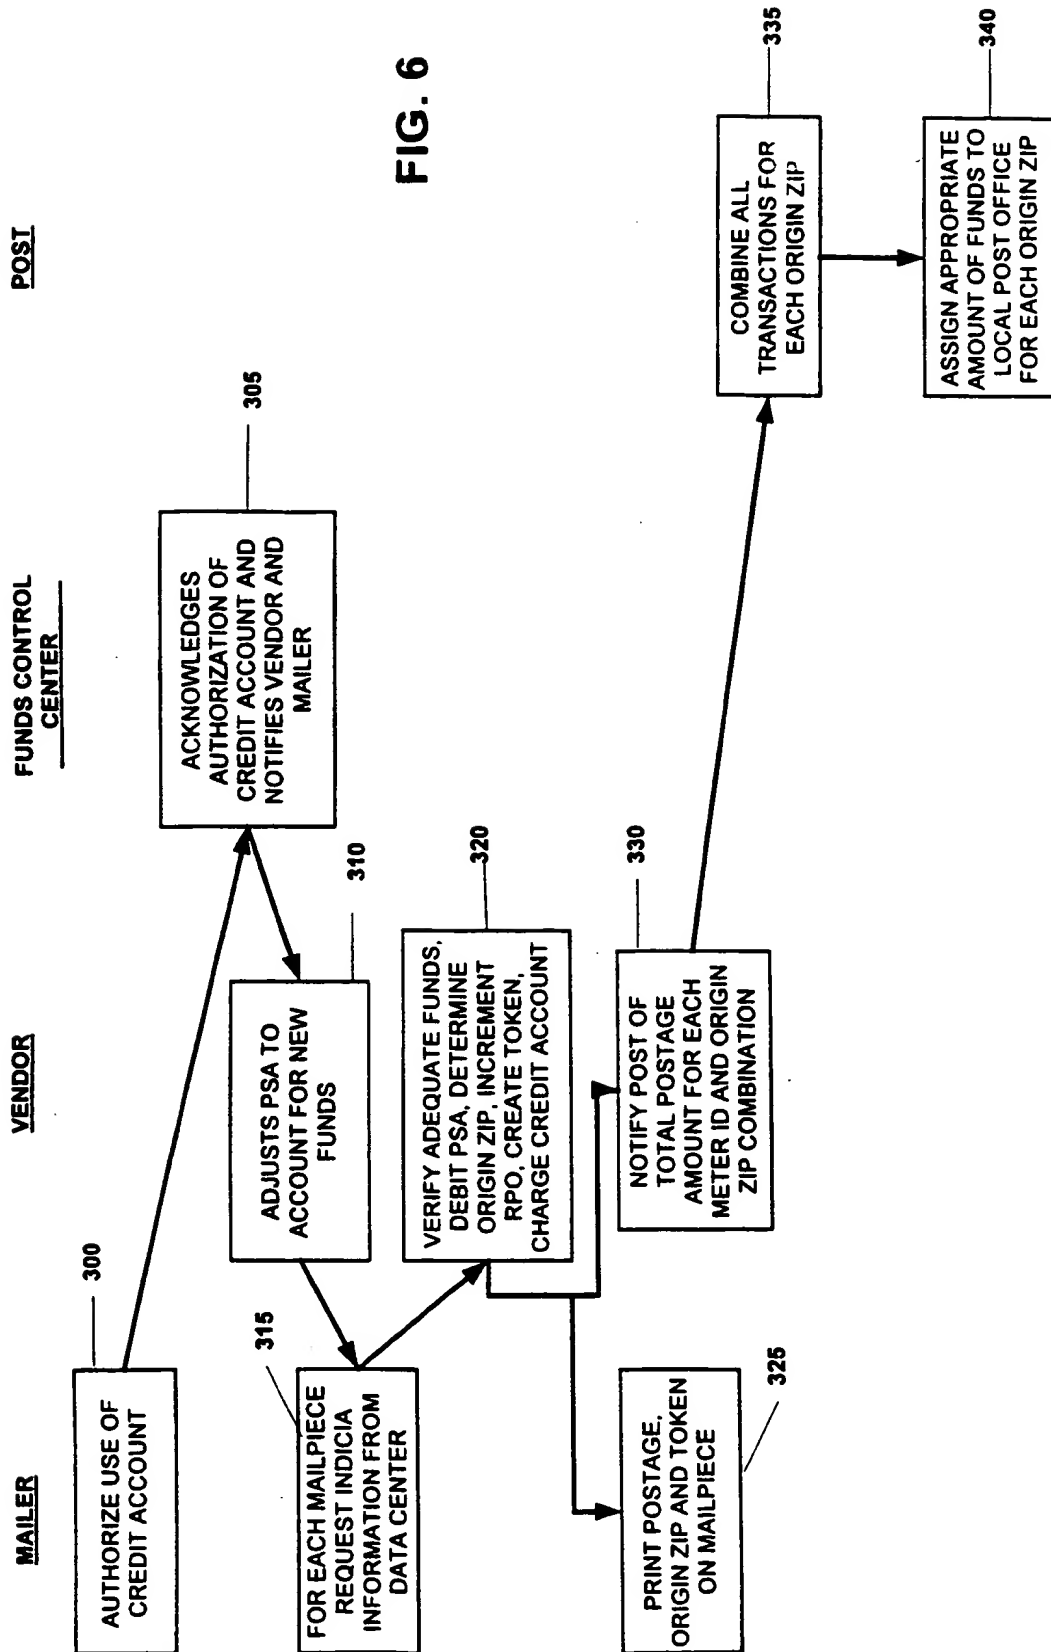 MAILER
VENDOR
FUNDS CONTROL
CENTER
POST
300
AUTHORIZE USE OF
CREDIT ACCOUNT
305
ACKNOWLEDGES
AUTHORIZATION OF
CREDIT ACCOUNT AND
NOTIFIES VENDOR AND
MAILER
310
ADJUSTS PSA TO
ACCOUNT FOR NEW
FUNDS
315
FOR EACH MAILPIECE
REQUEST INDICIA
INFORMATION FROM
DATA CENTER
320
VERIFY ADEQUATE FUNDS,
DEBIT PSA, DETERMINE
ORIGIN ZIP, INCREMENT
RPO, CREATE TOKEN,
CHARGE CREDIT ACCOUNT
325
PRINT POSTAGE,
ORIGIN ZIP AND TOKEN
ON MAILPIECE
330
NOTIFY POST OF
TOTAL POSTAGE
AMOUNT FOR EACH
METER ID AND ORIGIN
ZIP COMBINATION
335
COMBINE ALL
TRANSACTIONS FOR
EACH ORIGIN ZIP
340
ASSIGN APPROPRIATE
AMOUNT OF FUNDS TO
LOCAL POST OFFICE
FOR EACH ORIGIN ZIP
FIG. 6